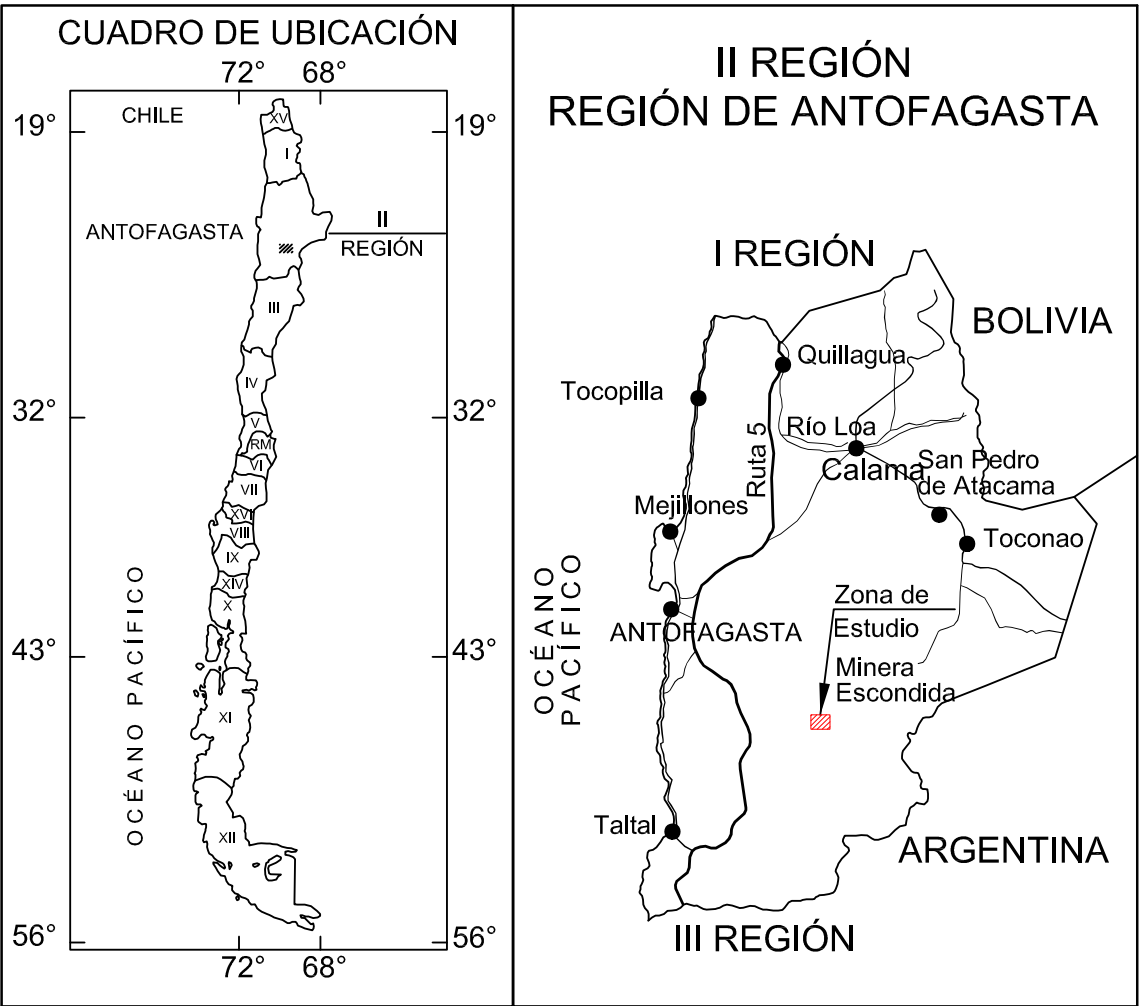 CUADRO DE UBICACIÓN
72° 68°
CHILE
19° 19°
XV
I
ANTOFAGASTA
II
REGIÓN
III
IV
32° 32°
V
RM
VI
VII
XVI
VIII
IX
XIV
X
43° 43°
OCÉANO PACÍFICO
XI
XII
56° 56°
72° 68°
II REGIÓN
REGIÓN DE ANTOFAGASTA
I REGIÓN
BOLIVIA
Quillagua
Tocopilla
Río Loa
Ruta 5
Calama
San Pedro
de Atacama
Mejillones
Toconao
OCÉANO
PACÍFICO
Zona de
Estudio
ANTOFAGASTA
Minera
Escondida
Taltal
ARGENTINA
III REGIÓN